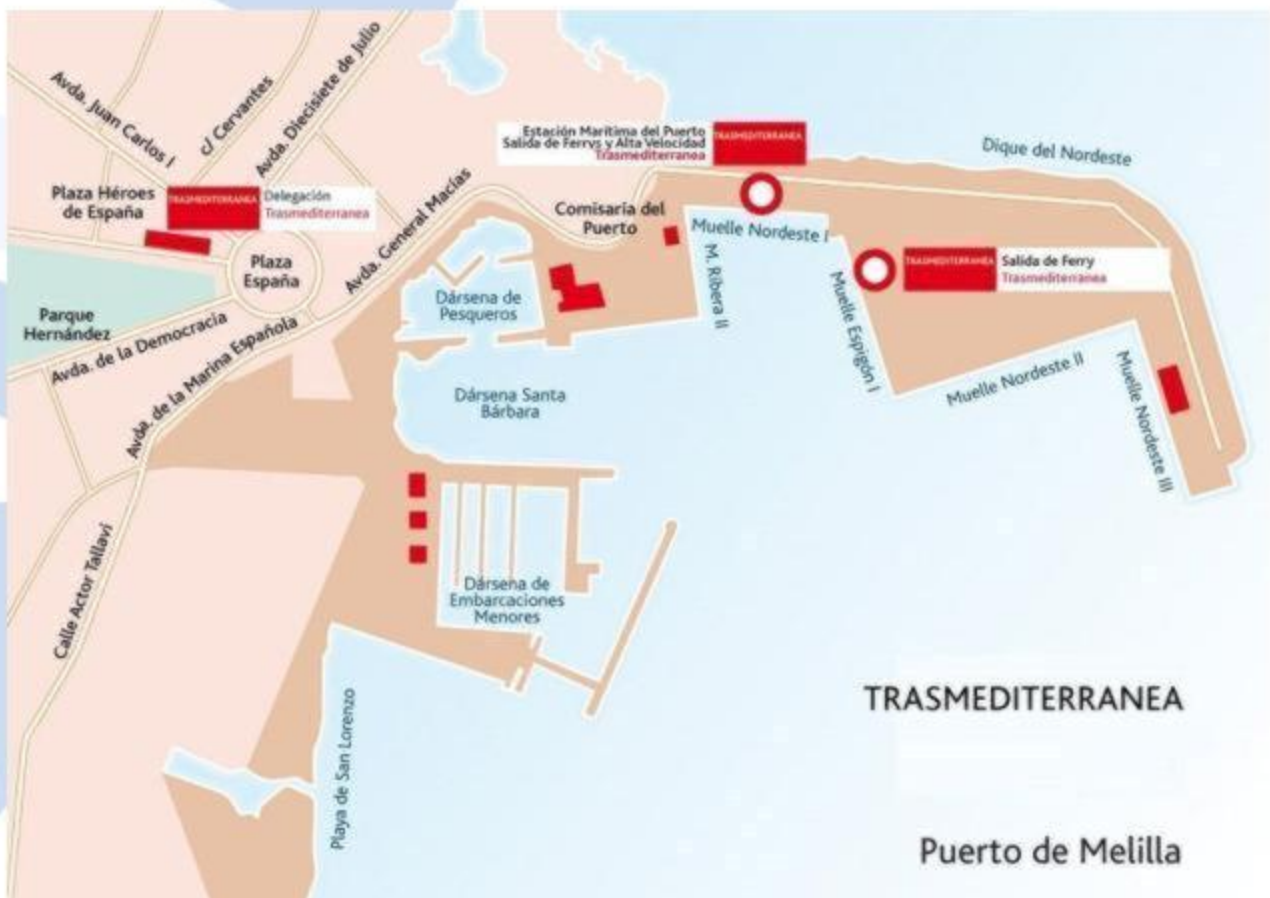 Avda. Juan Carlos I
c/ Cervantes
Avda. Diecisiete de Julio
Plaza Héroes
de España
TRASMEDITERRANEA
Delegación
Trasmediterranea
Plaza
España
Parque
Hernández
Avda. de la Democracia
Avde. de la Marina Española
Avda. General Macías
Calle Actor Tallaví
Estación Marítima del Puerto
Salida de Ferrys y Alta Velocidad
Trasmediterranea
TRASMEDITERRANEA
Dique del Nordeste
Comisaría del
Puerto
Muelle Nordeste I
M. Ribera II
TRASMEDITERRANEA
Salida de Ferry
Trasmediterranea
Muelle Espigón I
Muelle Nordeste II
Muelle Nordeste III
Dársena de
Pesqueros
Dársena Santa
Bárbara
Dársena de
Embarcaciones
Menores
Playa de San Lorenzo
TRASMEDITERRANEA
Puerto de Melilla